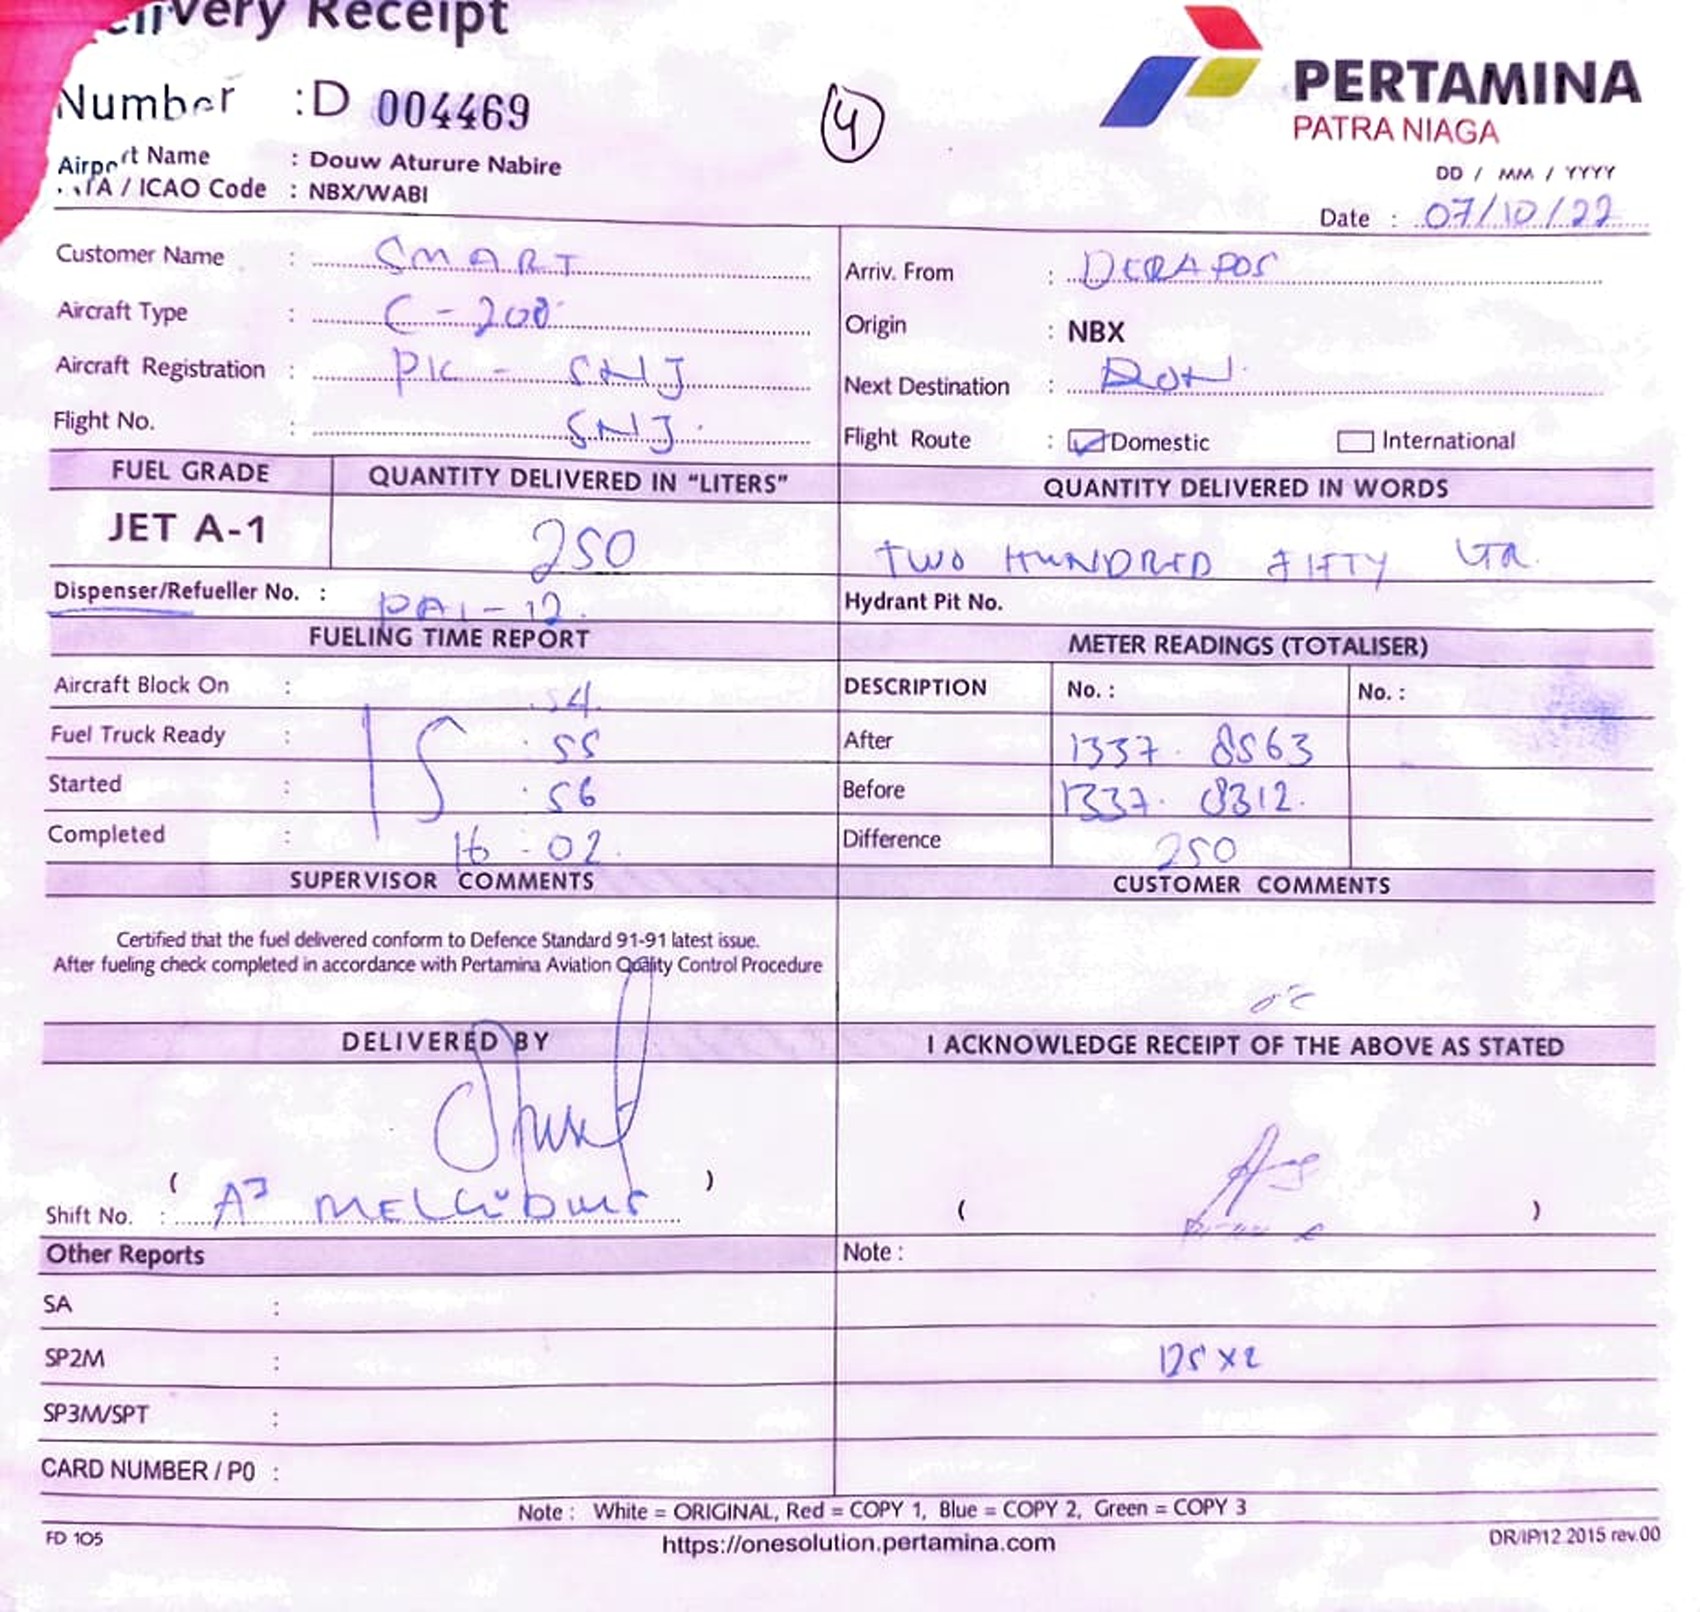 Delivery Receipt
Number : D 004469
4
PERTAMINA
PATRA NIAGA
Airport Name : Douw Aturure Nabire
IATA / ICAO Code : NBX/WABI
DD / MM / YYYY
Date : 07/10/22
Customer Name : SMART
Aircraft Type : C-208
Aircraft Registration : PK - SNJ
Flight No. : SNJ.
Arriv. From : DERAPOS
Origin : NBX
Next Destination :
Flight Route : Domestic International
FUEL GRADE QUANTITY DELIVERED IN "LITERS" QUANTITY DELIVERED IN WORDS
JET A-1 250 TWO HUNDRED FIFTY LTR.
Dispenser/Refueller No. : PAI-12. Hydrant Pit No.
FUELING TIME REPORT METER READINGS (TOTALISER)
Aircraft Block On : 54. DESCRIPTION No. : No. :
Fuel Truck Ready : 15 : 55 After 1337. 8563
Started : : 56 Before 1337. 8312.
Completed : 16 : 02. Difference 250
SUPERVISOR COMMENTS CUSTOMER COMMENTS
Certified that the fuel delivered conform to Defence Standard 91-91 latest issue.
After fueling check completed in accordance with Pertamina Aviation Quality Control Procedure
DELIVERED BY I ACKNOWLEDGE RECEIPT OF THE ABOVE AS STATED
( ) ( )
Shift No. : A3
Other Reports Note :
SA :
SP2M : 125 x 2
SP3M/SPT :
CARD NUMBER / P0 :
Note : White = ORIGINAL, Red = COPY 1, Blue = COPY 2, Green = COPY 3
FD 105 https://onesolution.pertamina.com DR/IP/12.2015 rev.00